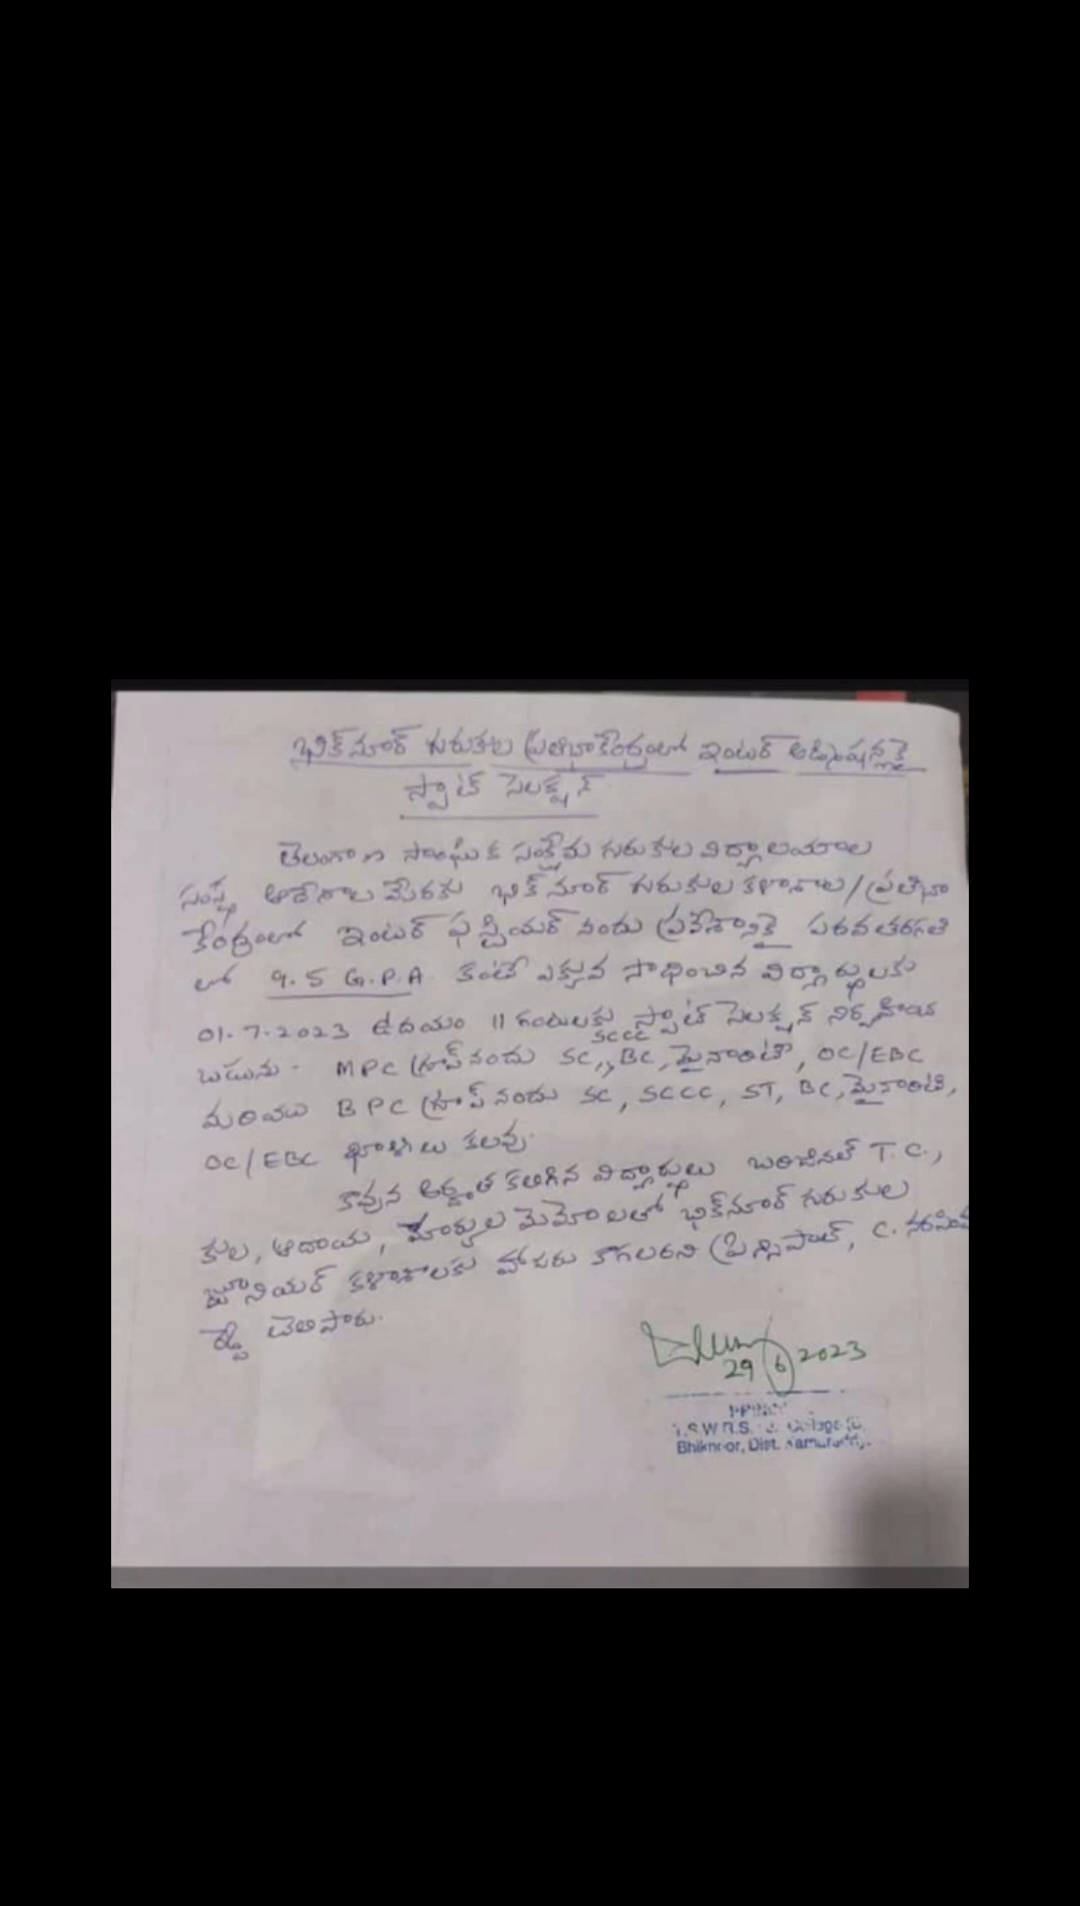 భిక్‌నూర్ గురుకుల ప్రతిభాకేంద్రంలో ఇంటర్ అడ్మిషన్లకై
స్పాట్ సెలక్షన్
తెలంగాణ సాంఘిక సంక్షేమ గురుకుల విద్యాలయాల
సంస్థ ఆదేశాల మేరకు భిక్‌నూర్ గురుకుల కళాశాల/ప్రతిభా
కేంద్రంలో ఇంటర్ ఫస్టియర్ నందు ప్రవేశానికై పదవతరగతి
లో 9.5 G.P.A. కంటే ఎక్కువ సాధించిన విద్యార్థులకు
01.7.2023 ఉదయం 11 గంటలకు స్పాట్ సెలక్షన్ నిర్వహించ
బడును. MPC గ్రూప్ నందు SC, SCCC, BC, మైనారిటీ, OC/EBC
మరియు BPC గ్రూప్ నందు SC, SCCC, ST, BC, మైనారిటి,
OC/EBC ఖాళీలు కలవు.
కావున అర్హత కలిగిన విద్యార్థులు ఒరిజినల్ T.C.,
కుల, ఆదాయ, మార్కుల మెమోలతో భిక్‌నూర్ గురుకుల
జూనియర్ కళాశాలకు హాజరు కాగలరని ప్రిన్సిపాల్, C. నరసింహ
రెడ్డి తెలిపారు.
29/6/2023
Bhiknoor, Dist.